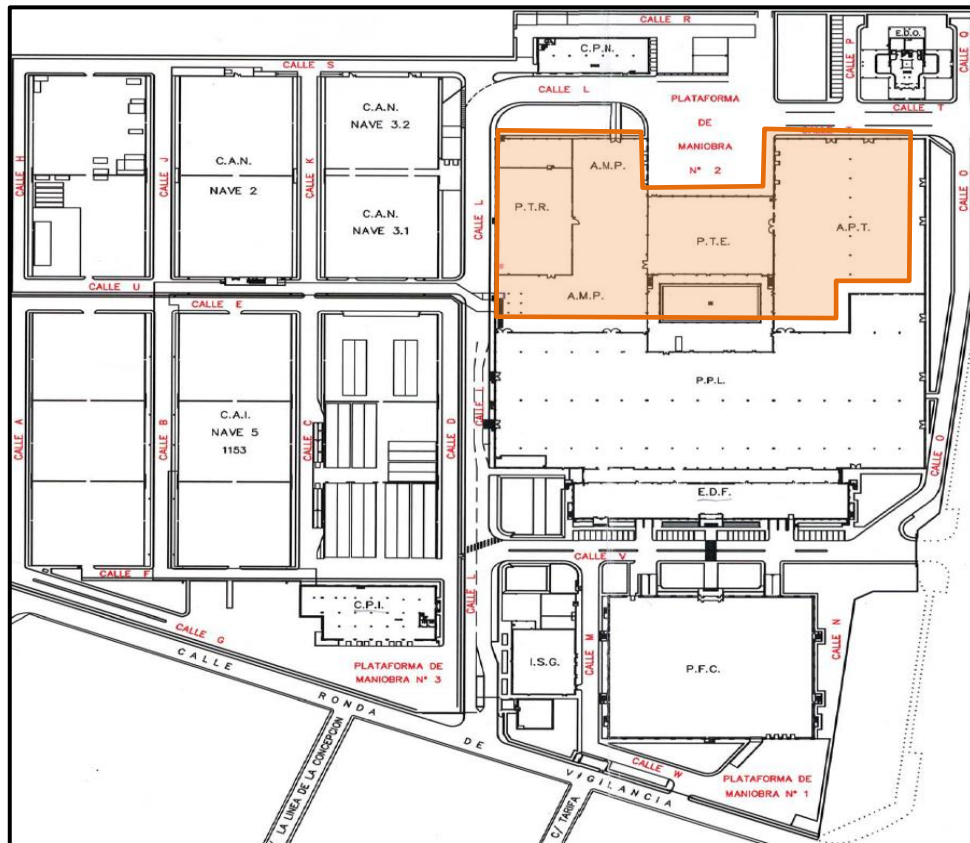 CALLE R
C.P.N.
E.D.O.
CALLE P
CALLE Q
CALLE S
CALLE L
PLATAFORMA
DE
MANIOBRA
Nº 2
CALLE T
C.A.N.
NAVE 3.2
C.A.N.
NAVE 2
CALLE H
CALLE J
CALLE K
C.A.N.
NAVE 3.1
CALLE L
A.M.P.
P.T.R.
P.T.E.
A.P.T.
CALLE O
CALLE U
CALLE E
A.M.P.
P.P.L.
CALLE A
CALLE B
C.A.I.
NAVE 5
1153
CALLE C
CALLE D
CALLE L
CALLE O
E.D.F.
CALLE V
CALLE F
CALLE L
C.P.I.
CALLE G
CALLE M
I.S.G.
P.F.C.
CALLE N
PLATAFORMA DE
MANIOBRA Nº 3
CALLE RONDA DE VIGILANCIA
CALLE W
PLATAFORMA DE
MANIOBRA Nº 1
LA LINEA DE LA CONCEPCION
C/ TARIFA